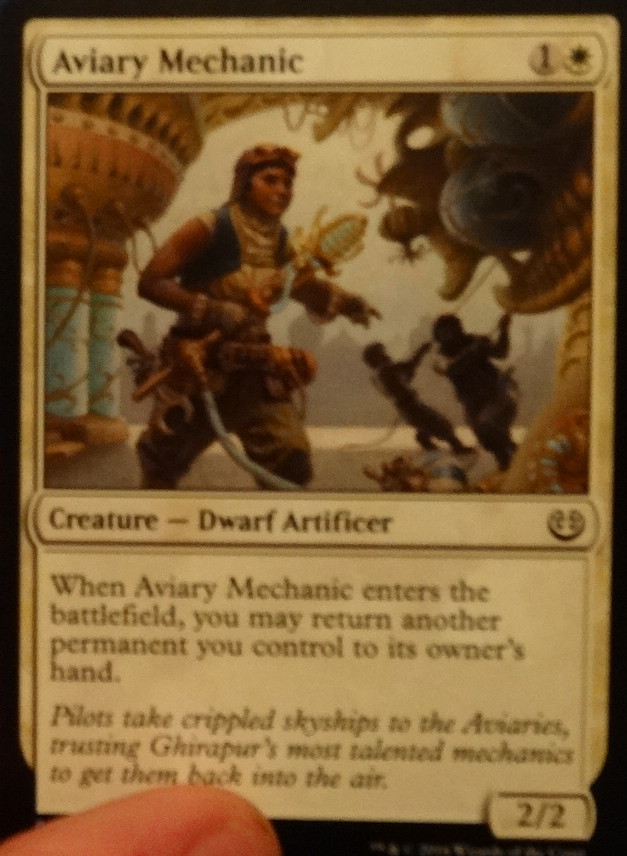 Aviary Mechanic 1
Creature — Dwarf Artificer
When Aviary Mechanic enters the
battlefield, you may return another
permanent you control to its owner's
hand.
Pilots take crippled skyships to the Aviaries,
trusting Ghirapur's most talented mechanics
to get them back into the air.
2/2